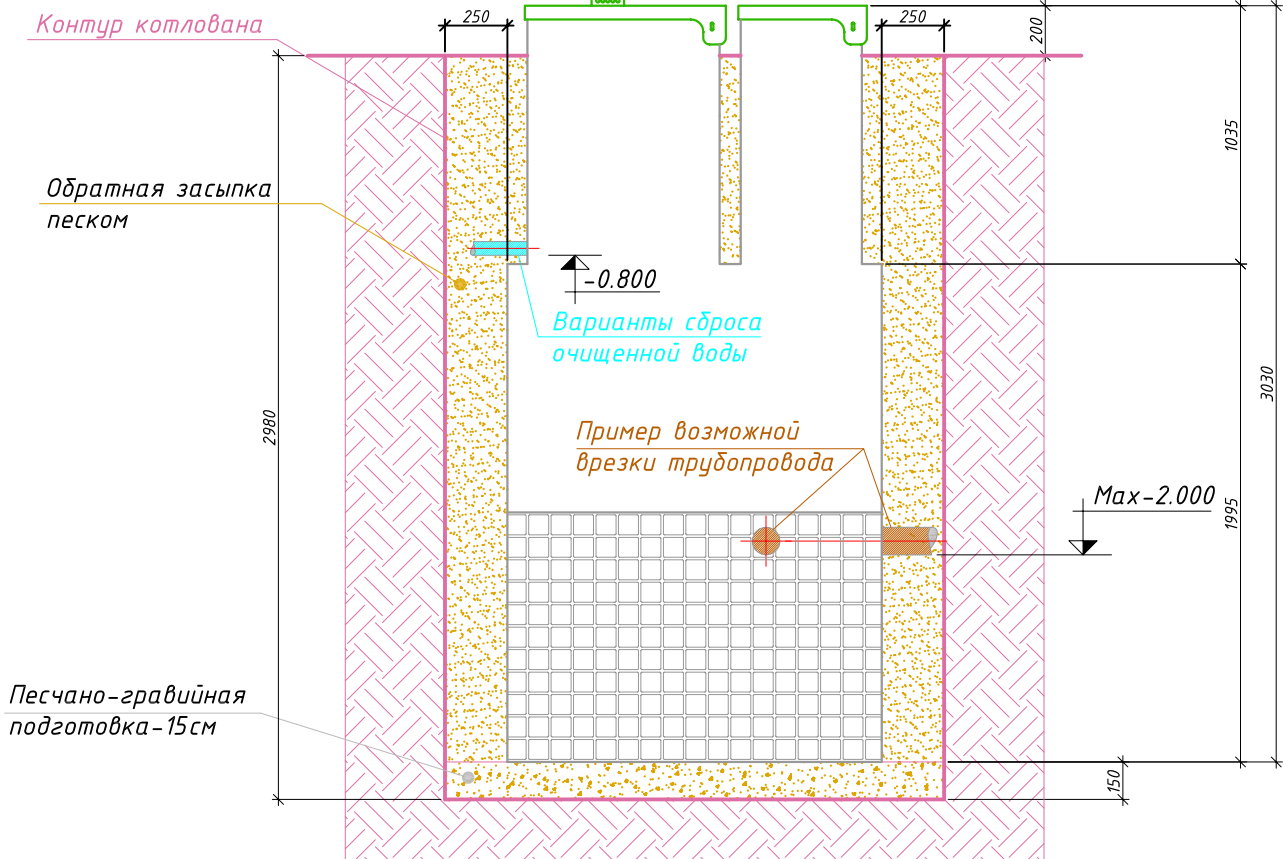 Контур котлована
250
250
200
1035
Обратная засыпка
песком
-0.800
Варианты сброса
очищенной воды
2980
3030
Пример возможной
врезки трубопровода
Max-2.000
1995
Песчано-гравийная
подготовка-15см
150